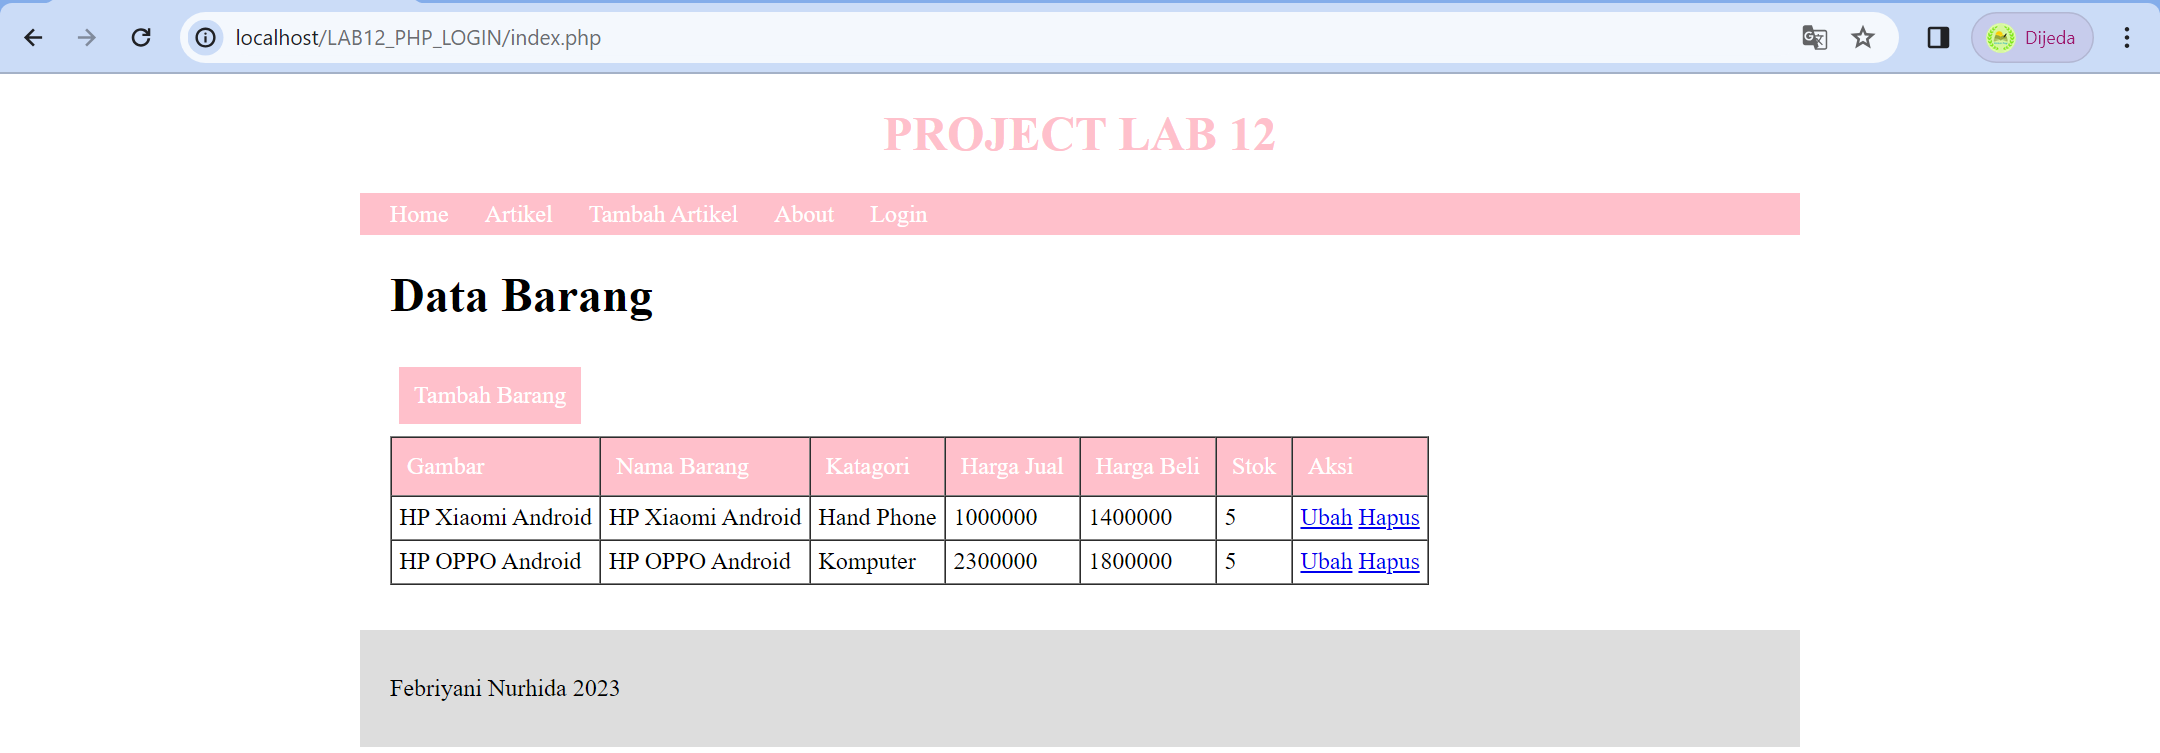 localhost/LAB12_PHP_LOGIN/index.php Dijeda
PROJECT LAB 12
Home Artikel Tambah Artikel About Login
Data Barang
Tambah Barang
Gambar Nama Barang Katagori Harga Jual Harga Beli Stok Aksi
HP Xiaomi Android HP Xiaomi Android Hand Phone 1000000 1400000 5 Ubah Hapus
HP OPPO Android HP OPPO Android Komputer 2300000 1800000 5 Ubah Hapus
Febriyani Nurhida 2023